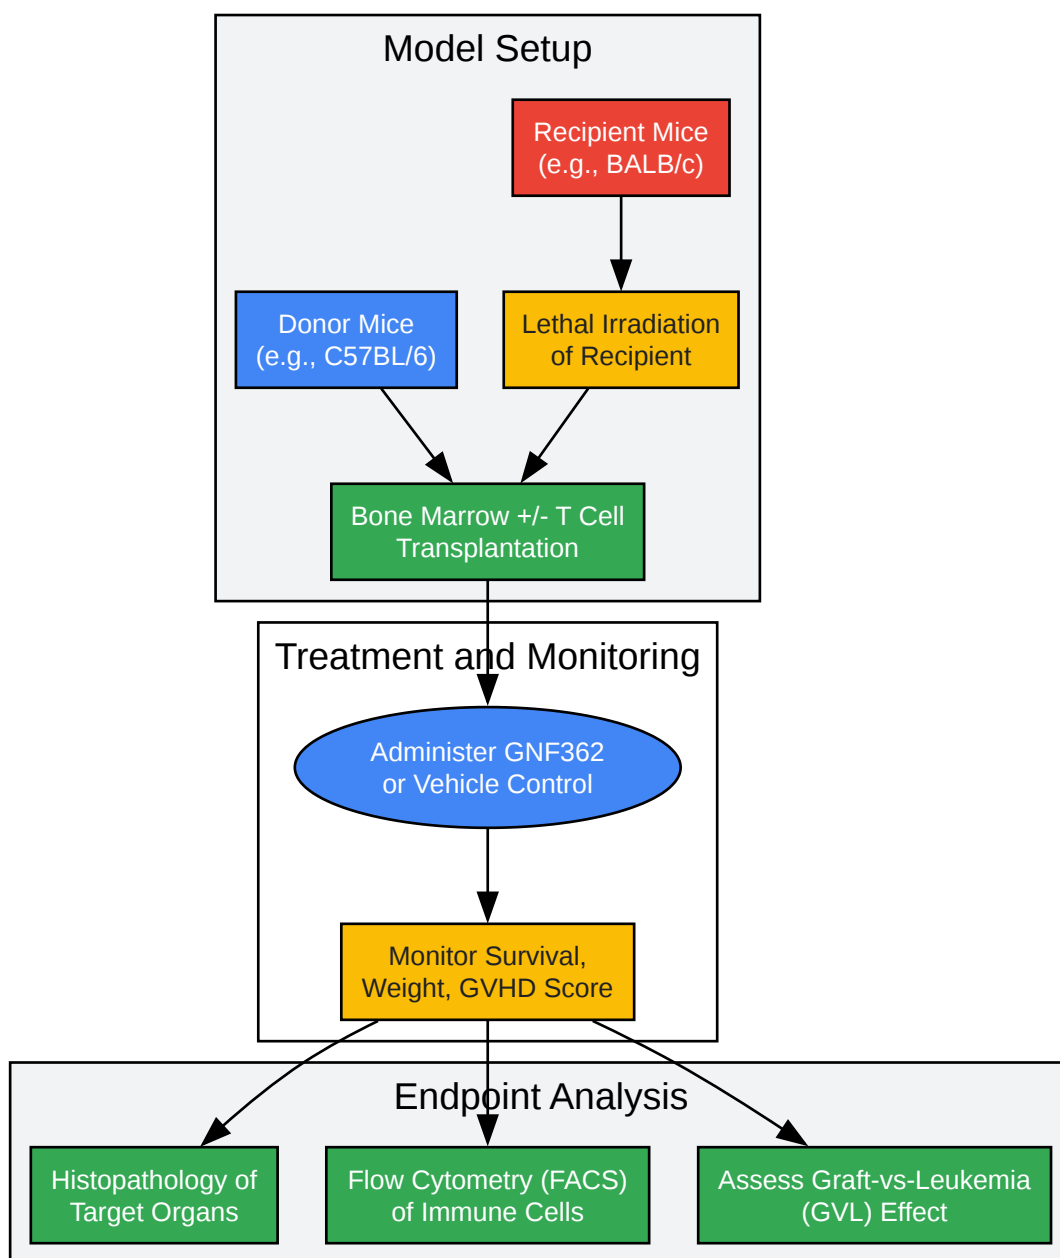 Model Setup
Recipient Mice
(e.g., BALB/c)
Donor Mice
(e.g., C57BL/6)
Lethal Irradiation
of Recipient
Bone Marrow +/- T Cell
Transplantation
Treatment and Monitoring
Administer GNF362
or Vehicle Control
Monitor Survival,
Weight, GVHD Score
Endpoint Analysis
Histopathology of
Target Organs
Flow Cytometry (FACS)
of Immune Cells
Assess Graft-vs-Leukemia
(GVL) Effect